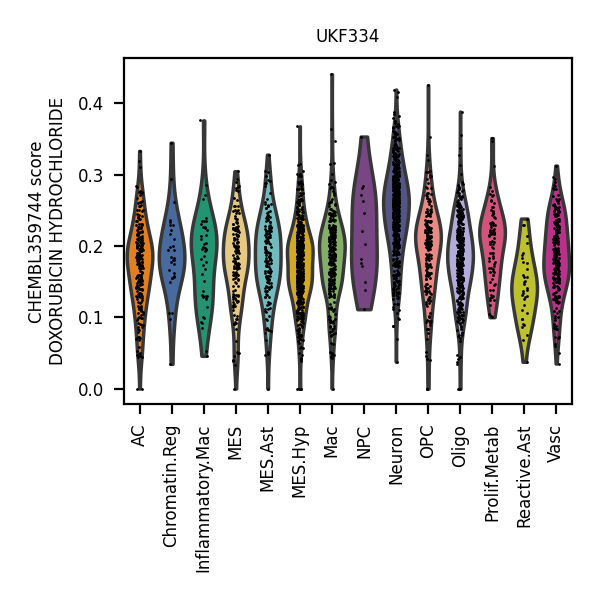 UKF334
CHEMBL359744 score
DOXORUBICIN HYDROCHLORIDE
0.4
0.3
0.2
0.1
0.0
AC
Chromatin.Reg
Inflammatory.Mac
MES
MES.Ast
MES.Hyp
Mac
NPC
Neuron
OPC
Oligo
Prolif.Metab
Reactive.Ast
Vasc